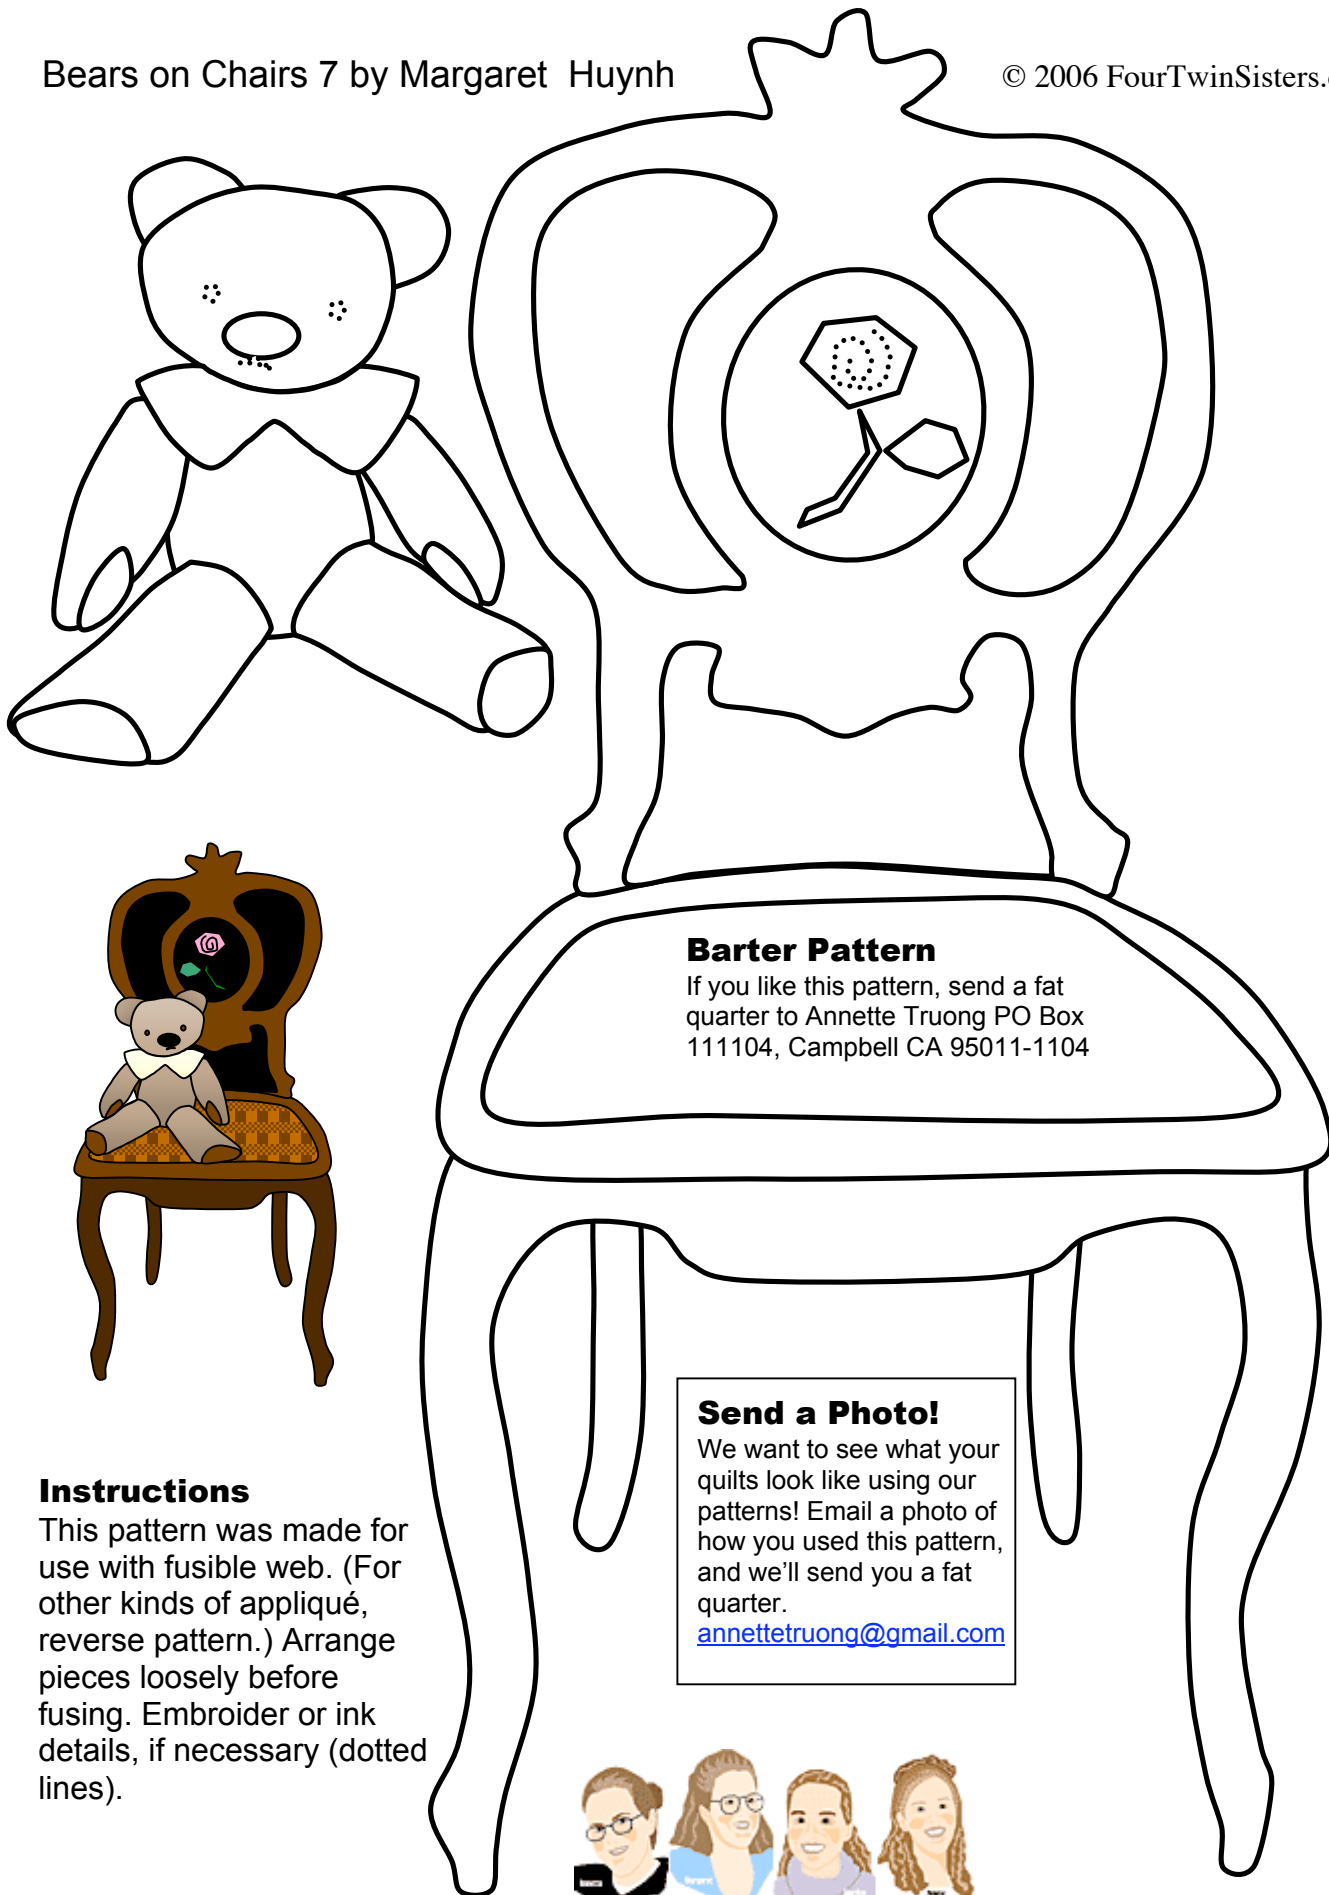 Bears on Chairs 7 by Margaret  Huynh
© 2006 FourTwinSisters.
Barter Pattern
If you like this pattern, send a fat
quarter to Annette Truong PO Box
111104, Campbell CA 95011-1104
Send a Photo!
We want to see what your
quilts look like using our
patterns! Email a photo of
how you used this pattern,
and we’ll send you a fat
quarter.
annettetruong@gmail.com
Instructions
This pattern was made for
use with fusible web. (For
other kinds of appliqué,
reverse pattern.) Arrange
pieces loosely before
fusing. Embroider or ink
details, if necessary (dotted
lines).